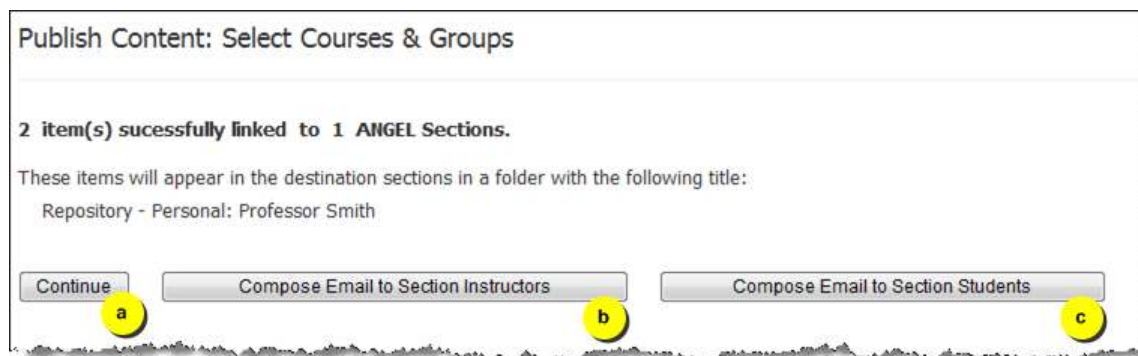 Publish Content: Select Courses & Groups
2 item(s) sucessfully linked to 1 ANGEL Sections.
These items will appear in the destination sections in a folder with the following title:
Repository - Personal: Professor Smith
Continue Compose Email to Section Instructors Compose Email to Section Students
a b c